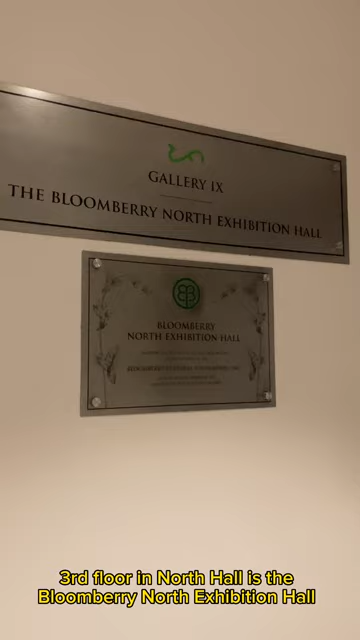 GALLERY IX
THE BLOOMBERRY NORTH EXHIBITION HALL
BLOOMBERRY
NORTH EXHIBITION HALL
3rd floor in North Hall is the
Bloomberry North Exhibition Hall